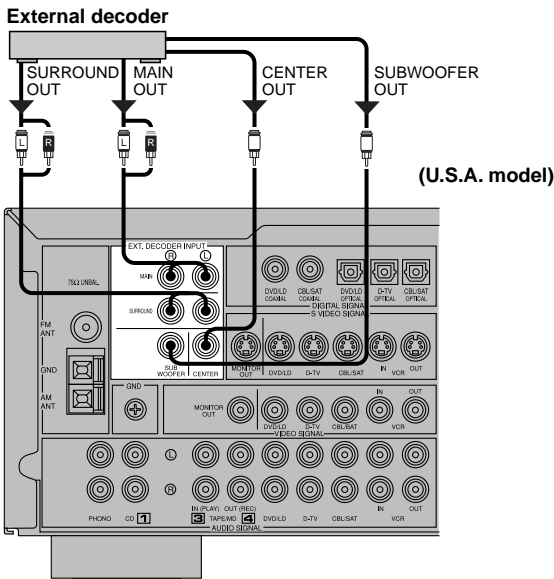 External decoder
SURROUND OUT
MAIN OUT
CENTER OUT
SUBWOOFER OUT
L R L R
(U.S.A. model)
EXT. DECODER INPUT
R L
MAIN
SURROUND
SUB WOOFER
CENTER
75Ω UNBAL.
FM ANT
GND
AM ANT
GND
DVD/LD COAXIAL
CBL/SAT COAXIAL
DVD/LD OPTICAL
D-TV OPTICAL
CBL/SAT OPTICAL
DIGITAL SIGNAL
S VIDEO SIGNAL
MONITOR OUT
DVD/LD
D-TV
CBL/SAT
IN
OUT
VCR
MONITOR OUT
DVD/LD
D-TV
CBL/SAT
IN
OUT
VCR
VIDEO SIGNAL
L
R
PHONO
CD 1
IN (PLAY) OUT (REC)
3 TAPE/MD 4
DVD/LD
D-TV
CBL/SAT
IN
OUT
VCR
AUDIO SIGNAL